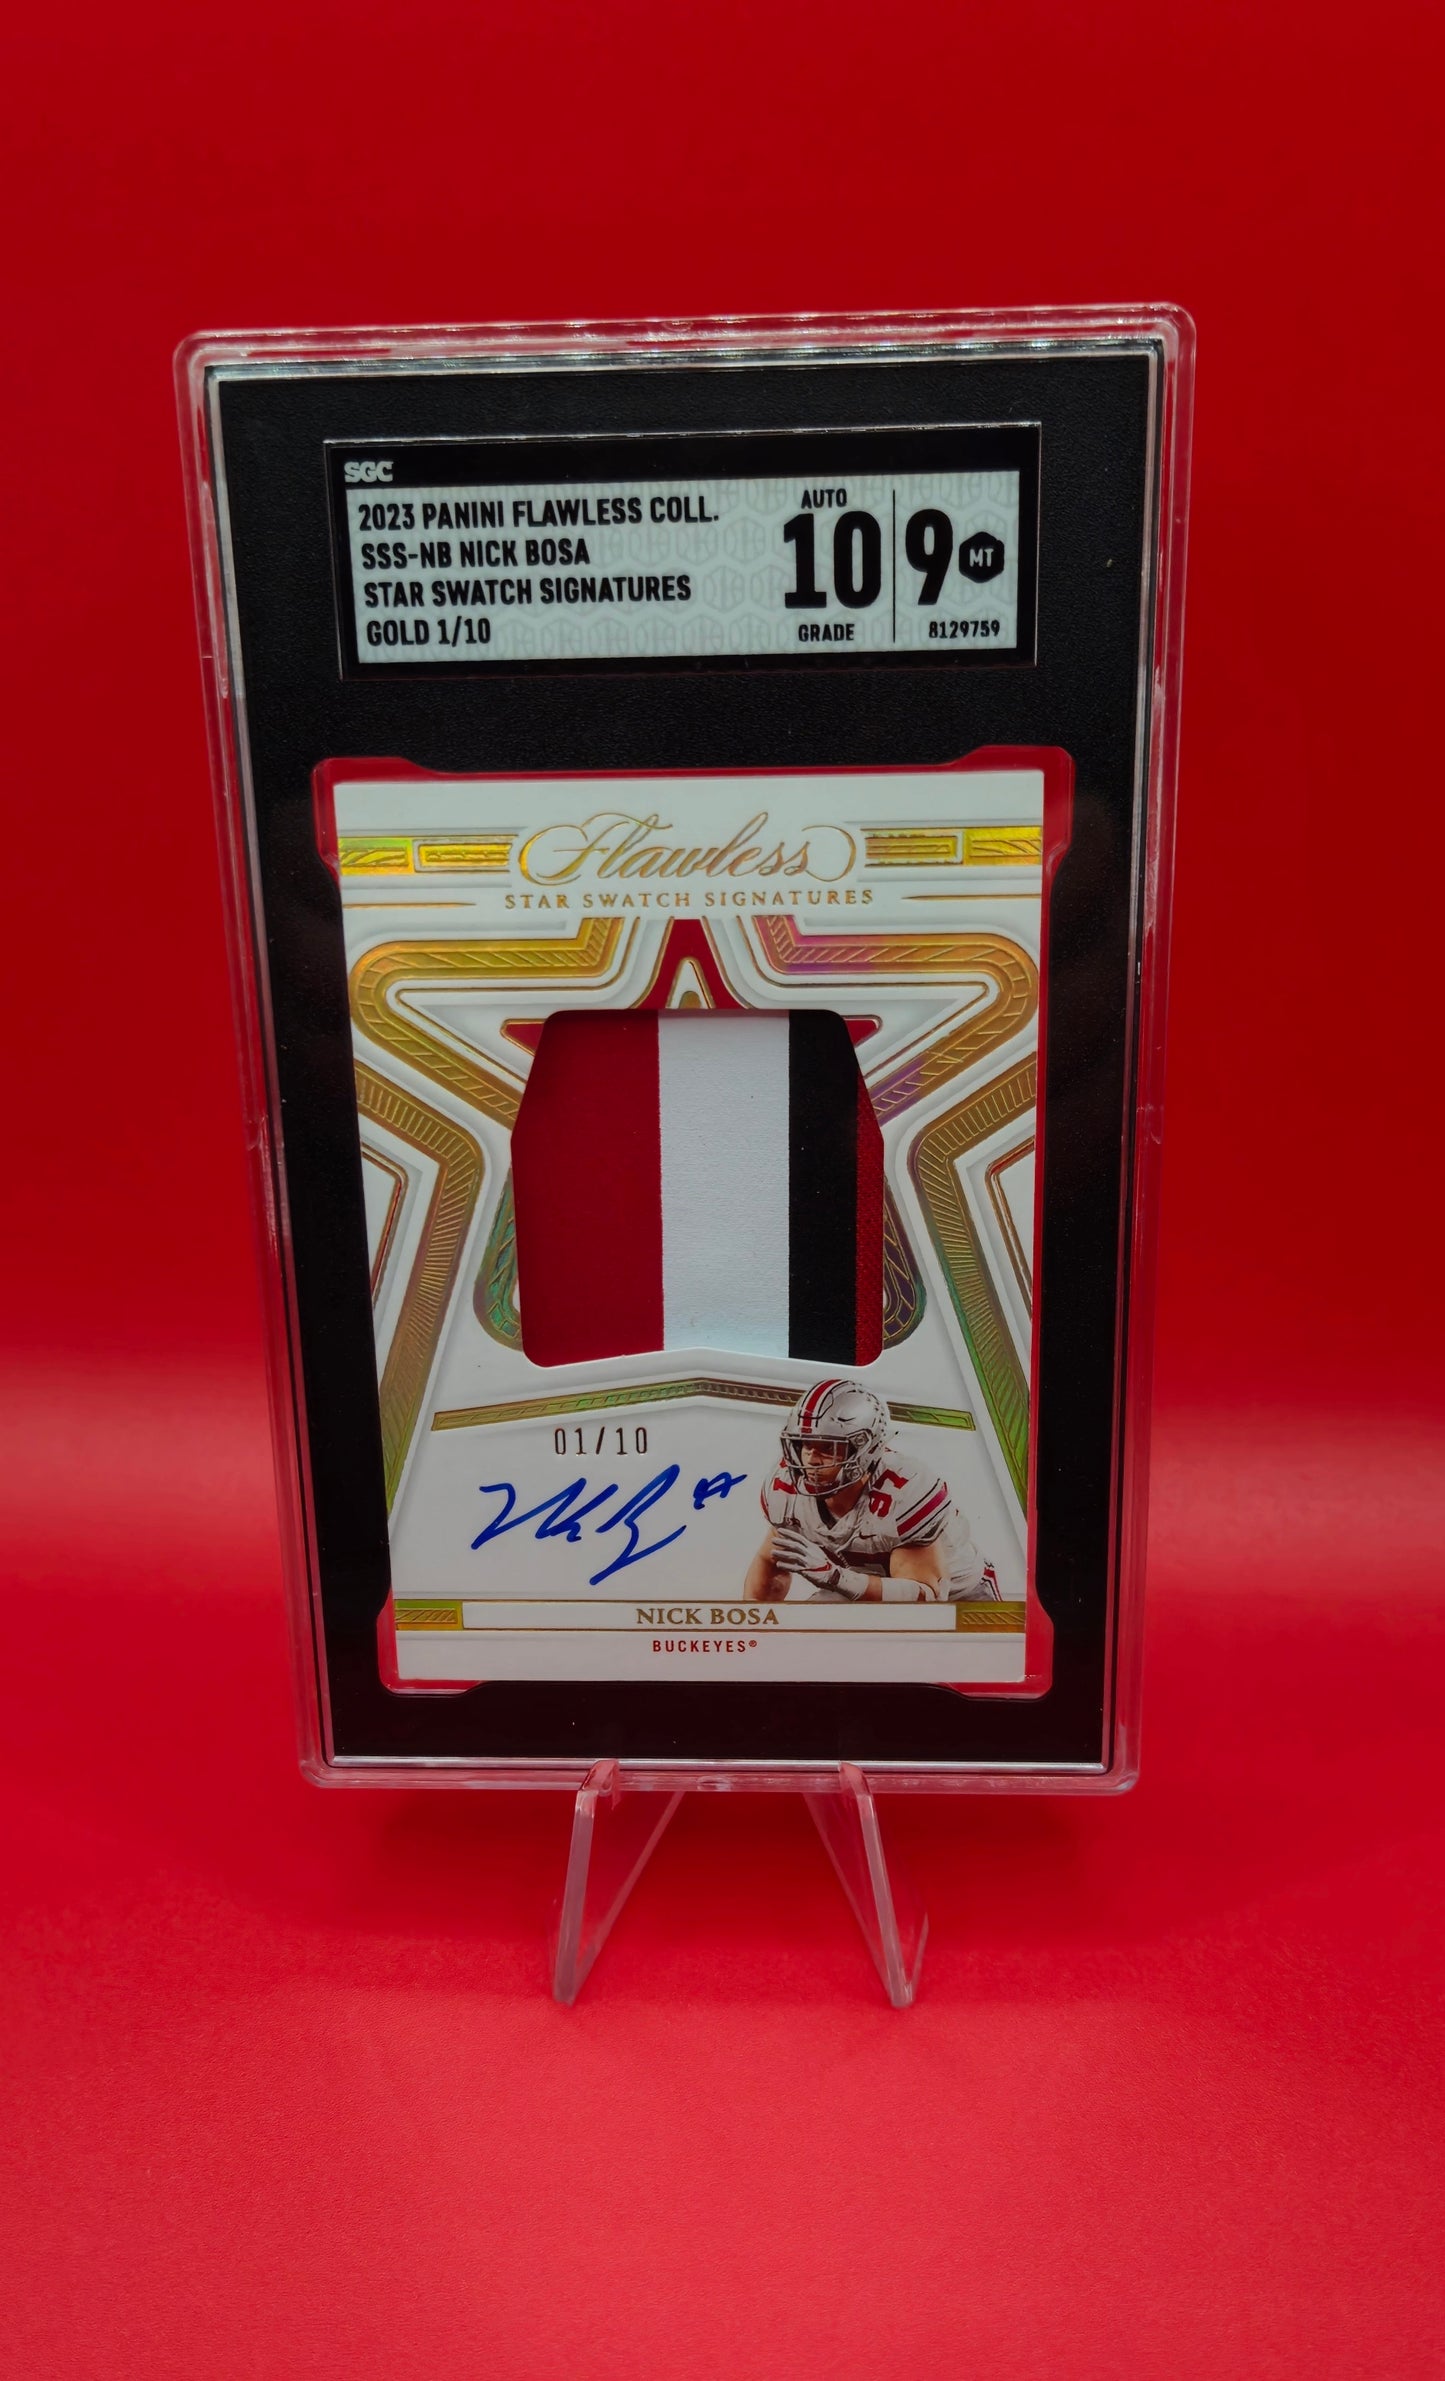 SGC
2023 PANINI FLAWLESS COLL.
SSS-NB NICK BOSA
STAR SWATCH SIGNATURES
GOLD 1/10
AUTO
10
GRADE
9 MT
8129759
Flawless
STAR SWATCH SIGNATURES
01/10
97
NICK BOSA
BUCKEYES®